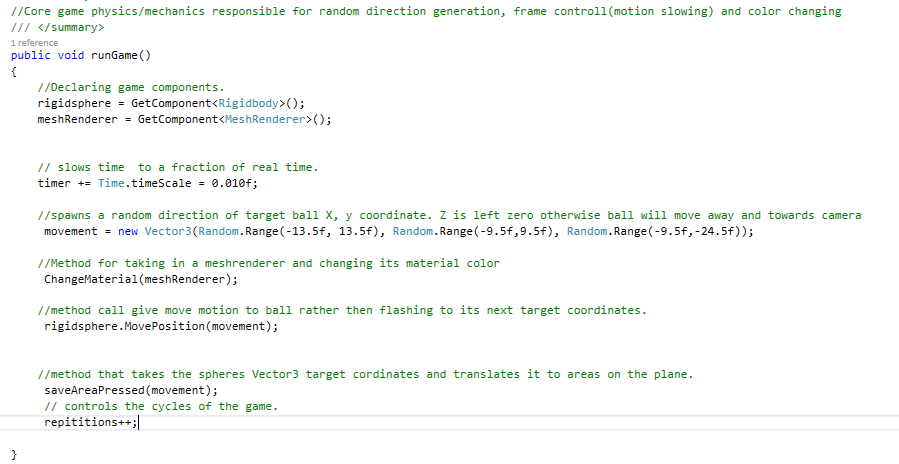 //Core game physics/mechanics responsible for random direction generation, frame controll(motion slowing) and color changing
/// </summary>
1 reference
public void runGame()
{
//Declaring game components.
rigidsphere = GetComponent<Rigidbody>();
meshRenderer = GetComponent<MeshRenderer>();
// slows time  to a fraction of real time.
timer += Time.timeScale = 0.010f;
//spawns a random direction of target ball X, y coordinate. Z is left zero otherwise ball will move away and towards camera
movement = new Vector3(Random.Range(-13.5f, 13.5f), Random.Range(-9.5f,9.5f), Random.Range(-9.5f,-24.5f));
//Method for taking in a meshrenderer and changing its material color
ChangeMaterial(meshRenderer);
//method call give move motion to ball rather then flashing to its next target coordinates.
rigidsphere.MovePosition(movement);
//method that takes the spheres Vector3 target cordinates and translates it to areas on the plane.
saveAreaPressed(movement);
// controls the cycles of the game.
repititions++;
}